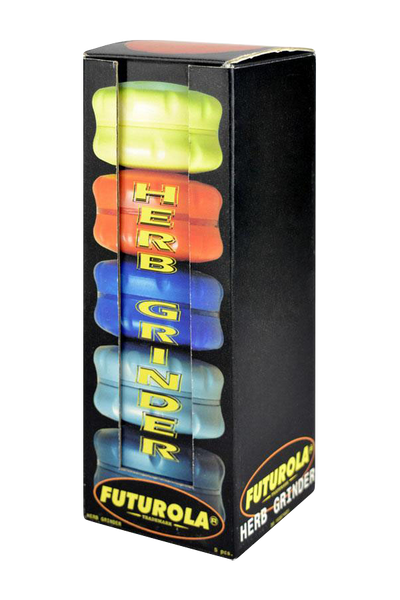 HERB GRINDER
FUTUROLA®
TRADEMARK
HERB GRINDER
5 pcs.
FUTUROLA
HERB GRINDER